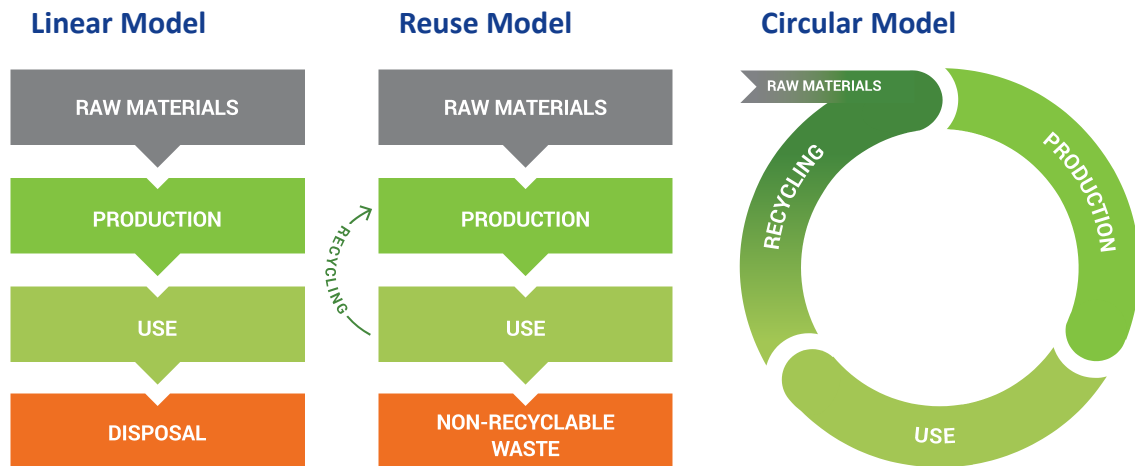 Linear Model
RAW MATERIALS
PRODUCTION
USE
DISPOSAL
Reuse Model
RAW MATERIALS
PRODUCTION
RECYCLING
USE
NON-RECYCLABLE
WASTE
Circular Model
RAW MATERIALS
PRODUCTION
USE
RECYCLING